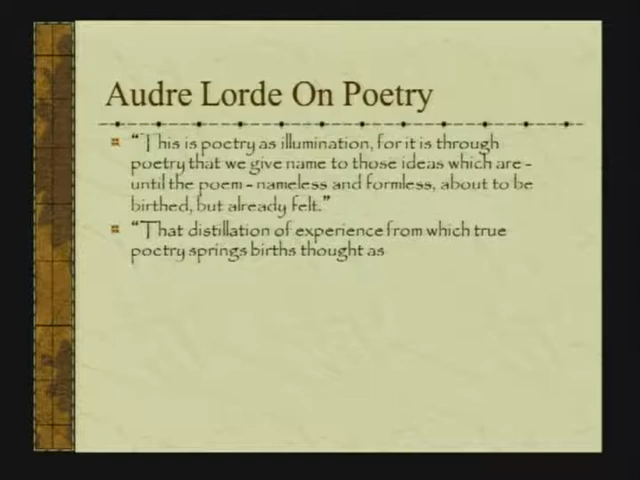 Audre Lorde On Poetry
“This is poetry as illumination, for it is through
poetry that we give name to those ideas which are -
until the poem - nameless and formless, about to be
birthed, but already felt.”
“That distillation of experience from which true
poetry springs births thought as